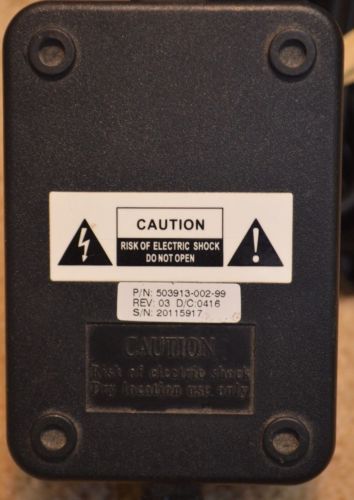 CAUTION
RISK OF ELECTRIC SHOCK
DO NOT OPEN
P/N: 503913-002-99
REV: 03 D/C:0416
S/N: 20115917
CAUTION
Risk of electric shock
Dry location use only